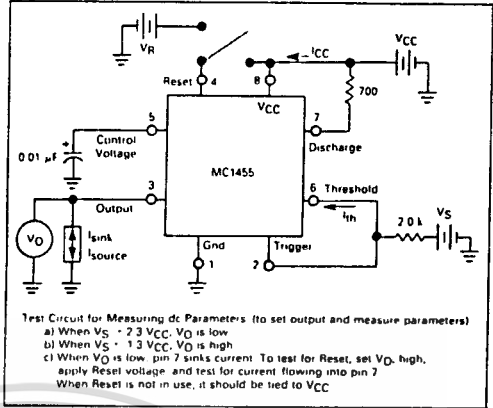 VR
ICC
VCC
Reset 4
8
VCC
700
5
Control
Voltage
0.01 µF
+
7
Discharge
MC1455
3
Output
6 Threshold
Ith
VO
Isink
Isource
Gnd
1
Trigger
2
2.0 k
VS
Test Circuit for Measuring dc Parameters (to set output and measure parameters)
a) When VS · 2 3 VCC, VO is low
b) When VS · 1 3 VCC, VO is high
c) When VO is low, pin 7 sinks current To test for Reset, set VO, high,
apply Reset voltage and test for current flowing into pin 7
When Reset is not in use, it should be tied to VCC